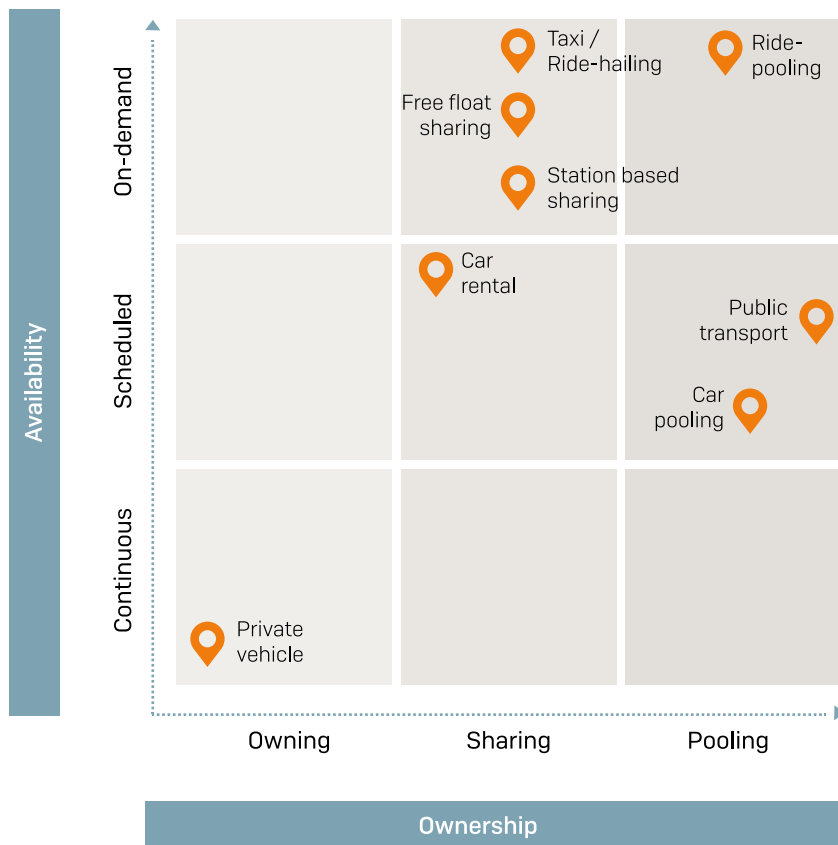 Availability
On-demand
Scheduled
Continuous
Taxi /
Ride-hailing
Ride-
pooling
Free float
sharing
Station based
sharing
Car
rental
Public
transport
Car
pooling
Private
vehicle
Owning
Sharing
Pooling
Ownership